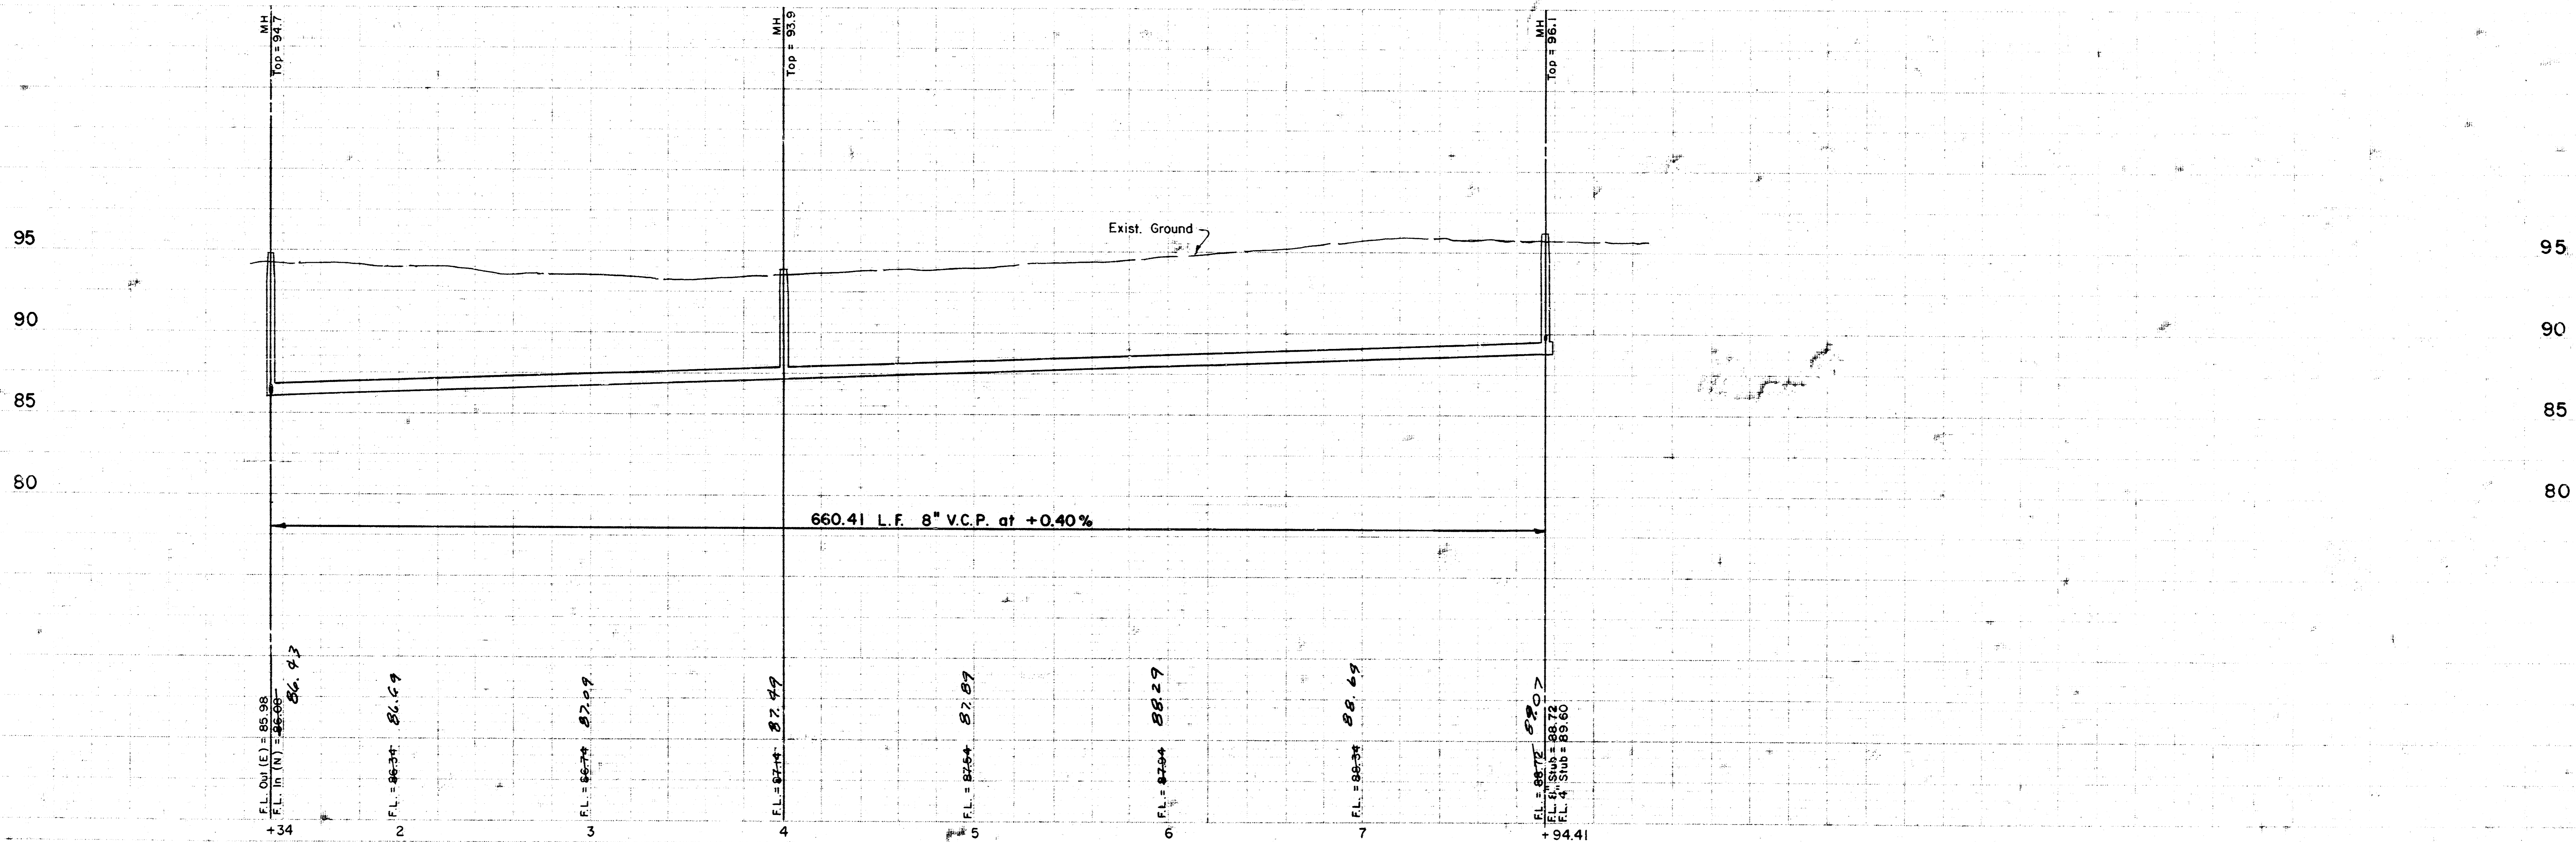 MH
Top = 94.7
MH
Top = 93.9
MH
Top = 96.1
Exist. Ground
95
95
90
90
85
85
80
80
660.41 L.F. 8" V.C.P. at +0.40%
F.L. Out (E) = 85.98
F.L. In (N) = 86.08
86.43
F.L. = 86.34 86.69
F.L. = 86.74 87.09
F.L. = 87.14 87.49
F.L. = 87.54 87.89
F.L. = 87.94 88.29
F.L. = 88.34 88.69
F.L. = 88.72 89.07
F.L. 8" Stub = 88.72
F.L. 4" Stub = 89.60
+34
2
3
4
5
6
7
+94.41